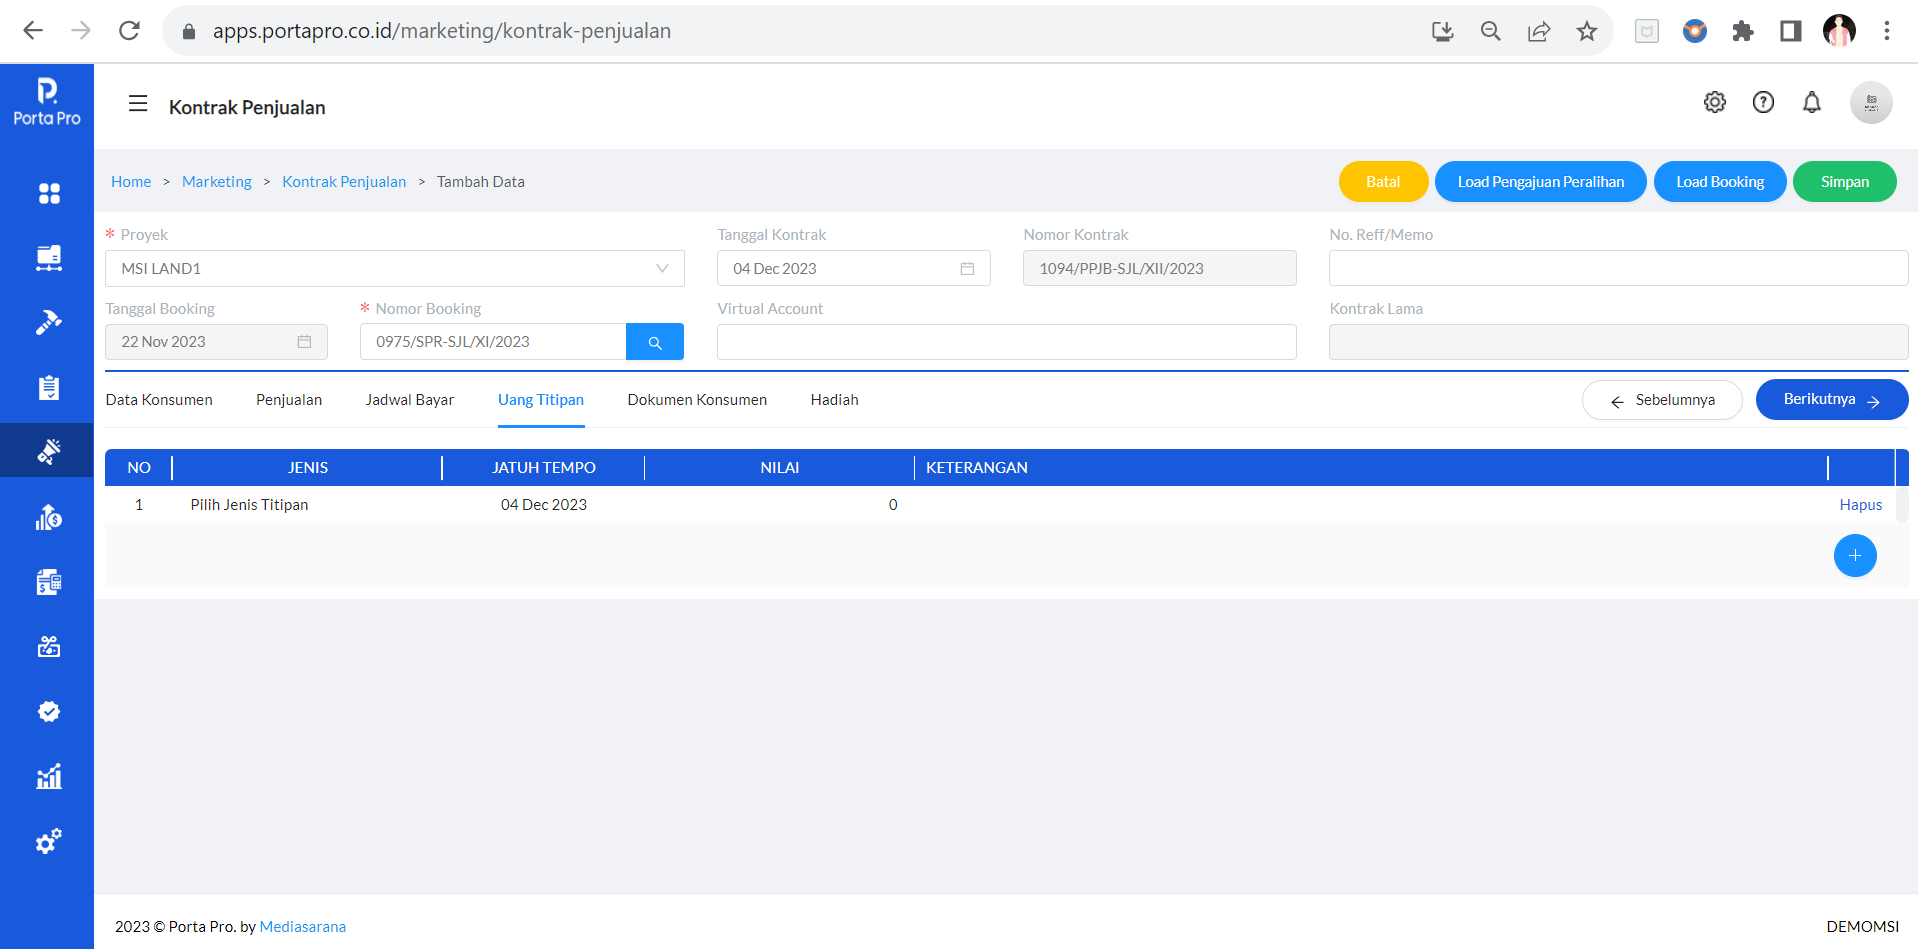 apps.portapro.co.id/marketing/kontrak-penjualan
Porta Pro
Kontrak Penjualan
Home > Marketing > Kontrak Penjualan > Tambah Data
Batal
Load Pengajuan Peralihan
Load Booking
Simpan
* Proyek
Tanggal Kontrak
Nomor Kontrak
No. Reff/Memo
MSI LAND1
04 Dec 2023
1094/PPJB-SJL/XII/2023
Tanggal Booking
* Nomor Booking
Virtual Account
Kontrak Lama
22 Nov 2023
0975/SPR-SJL/XI/2023
Data Konsumen
Penjualan
Jadwal Bayar
Uang Titipan
Dokumen Konsumen
Hadiah
Sebelumnya
Berikutnya
NO JENIS JATUH TEMPO NILAI KETERANGAN
1 Pilih Jenis Titipan 04 Dec 2023 0 Hapus
2023 © Porta Pro. by Mediasarana
DEMOMSI